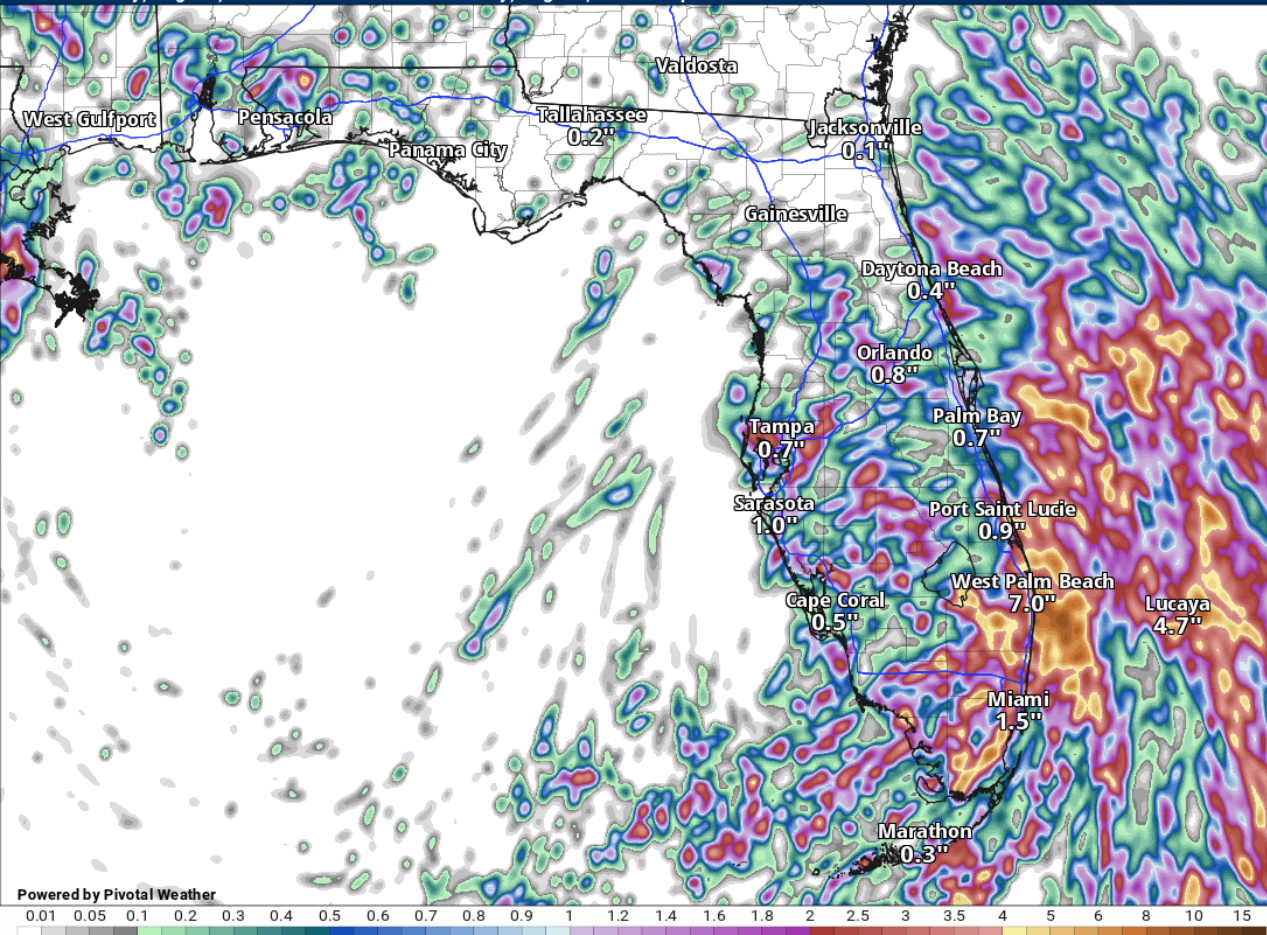 Valdosta
West Gulfport
Pensacola
Tallahassee
0.2"
Jacksonville
0.1"
Panama City
Gainesville
Daytona Beach
0.4"
Orlando
0.8"
Palm Bay
0.7"
Tampa
0.7"
Sarasota
1.0"
Port Saint Lucie
0.9"
West Palm Beach
7.0"
Cape Coral
0.5"
Lucaya
4.7"
Miami
1.5"
Marathon
0.3"
Powered by Pivotal Weather
0.01 0.05 0.1 0.2 0.3 0.4 0.5 0.6 0.7 0.8 0.9 1 1.2 1.4 1.6 1.8 2 2.5 3 3.5 4 5 6 8 10 15